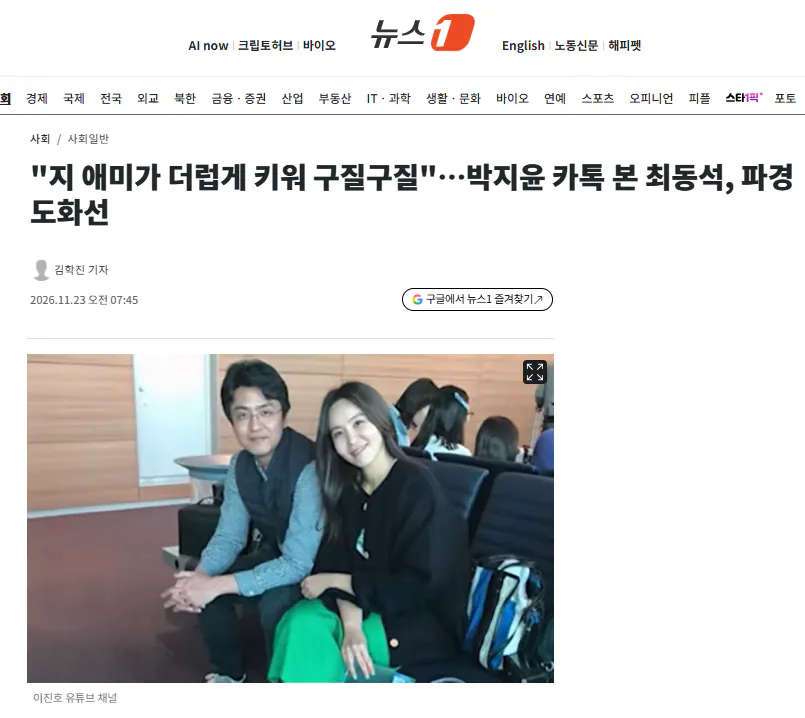 AI now 크립토허브 바이오 뉴스1 English 노동신문 해피펫
회 경제 국제 전국 외교 북한 금융ㆍ증권 산업 부동산 ITㆍ과학 생활ㆍ문화 바이오 연예 스포츠 오피니언 피플 스타1픽 포토
사회 / 사회일반
"지 애미가 더럽게 키워 구질구질"…박지윤 카톡 본 최동석, 파경
도화선
김학진 기자
2026.11.23 오전 07:45
구글에서 뉴스1 즐겨찾기↗
이진호 유튜브 채널